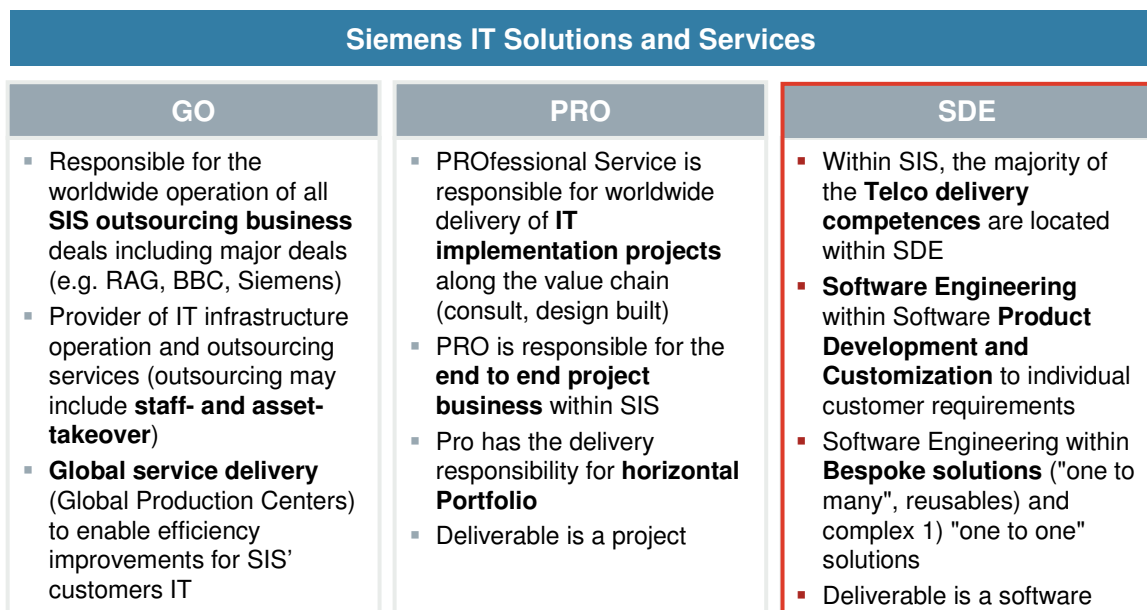 Siemens IT Solutions and Services
GO
▪ Responsible for the
worldwide operation of all
SIS outsourcing business
deals including major deals
(e.g. RAG, BBC, Siemens)
▪ Provider of IT infrastructure
operation and outsourcing
services (outsourcing may
include staff- and asset-
takeover)
▪ Global service delivery
(Global Production Centers)
to enable efficiency
improvements for SIS’
customers IT
PRO
▪ PROfessional Service is
responsible for worldwide
delivery of IT
implementation projects
along the value chain
(consult, design built)
▪ PRO is responsible for the
end to end project
business within SIS
▪ Pro has the delivery
responsibility for horizontal
Portfolio
▪ Deliverable is a project
SDE
▪ Within SIS, the majority of
the Telco delivery
competences are located
within SDE
▪ Software Engineering
within Software Product
Development and
Customization to individual
customer requirements
▪ Software Engineering within
Bespoke solutions ("one to
many", reusables) and
complex 1) "one to one"
solutions
▪ Deliverable is a software